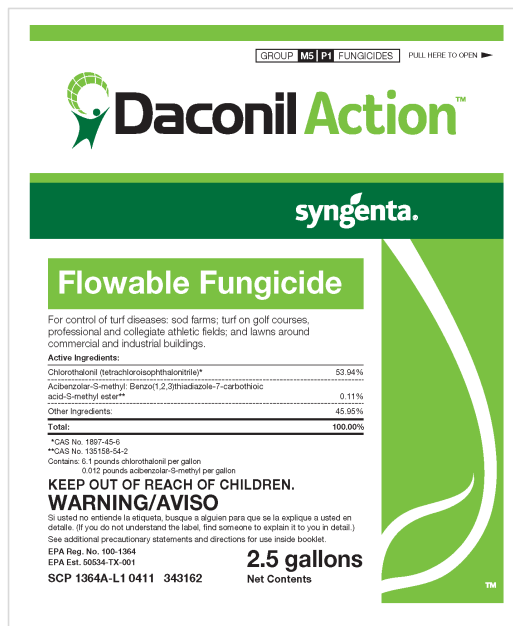 GROUP M5 P1 FUNGICIDES PULL HERE TO OPEN
Daconil Action™
syngenta®
Flowable Fungicide
For control of turf diseases: sod farms; turf on golf courses,
professional and collegiate athletic fields; and lawns around
commercial and industrial buildings.
Active Ingredients:
Chlorothalonil (tetrachloroisophthalonitrile)* 53.94%
Acibenzolar-S-methyl: Benzo(1,2,3)thiadiazole-7-carbothioic
acid-S-methyl ester** 0.11%
Other Ingredients: 45.95%
Total: 100.00%
*CAS No. 1897-45-6
**CAS No. 135158-54-2
Contains: 6.1 pounds chlorothalonil per gallon
0.012 pounds acibenzolar-S-methyl per gallon
KEEP OUT OF REACH OF CHILDREN.
WARNING/AVISO
Si usted no entiende la etiqueta, busque a alguien para que se la explique a usted en
detalle. (If you do not understand the label, find someone to explain it to you in detail.)
See additional precautionary statements and directions for use inside booklet.
EPA Reg. No. 100-1364
EPA Est. 50534-TX-001
SCP 1364A-L1 0411 343162
2.5 gallons
Net Contents
™